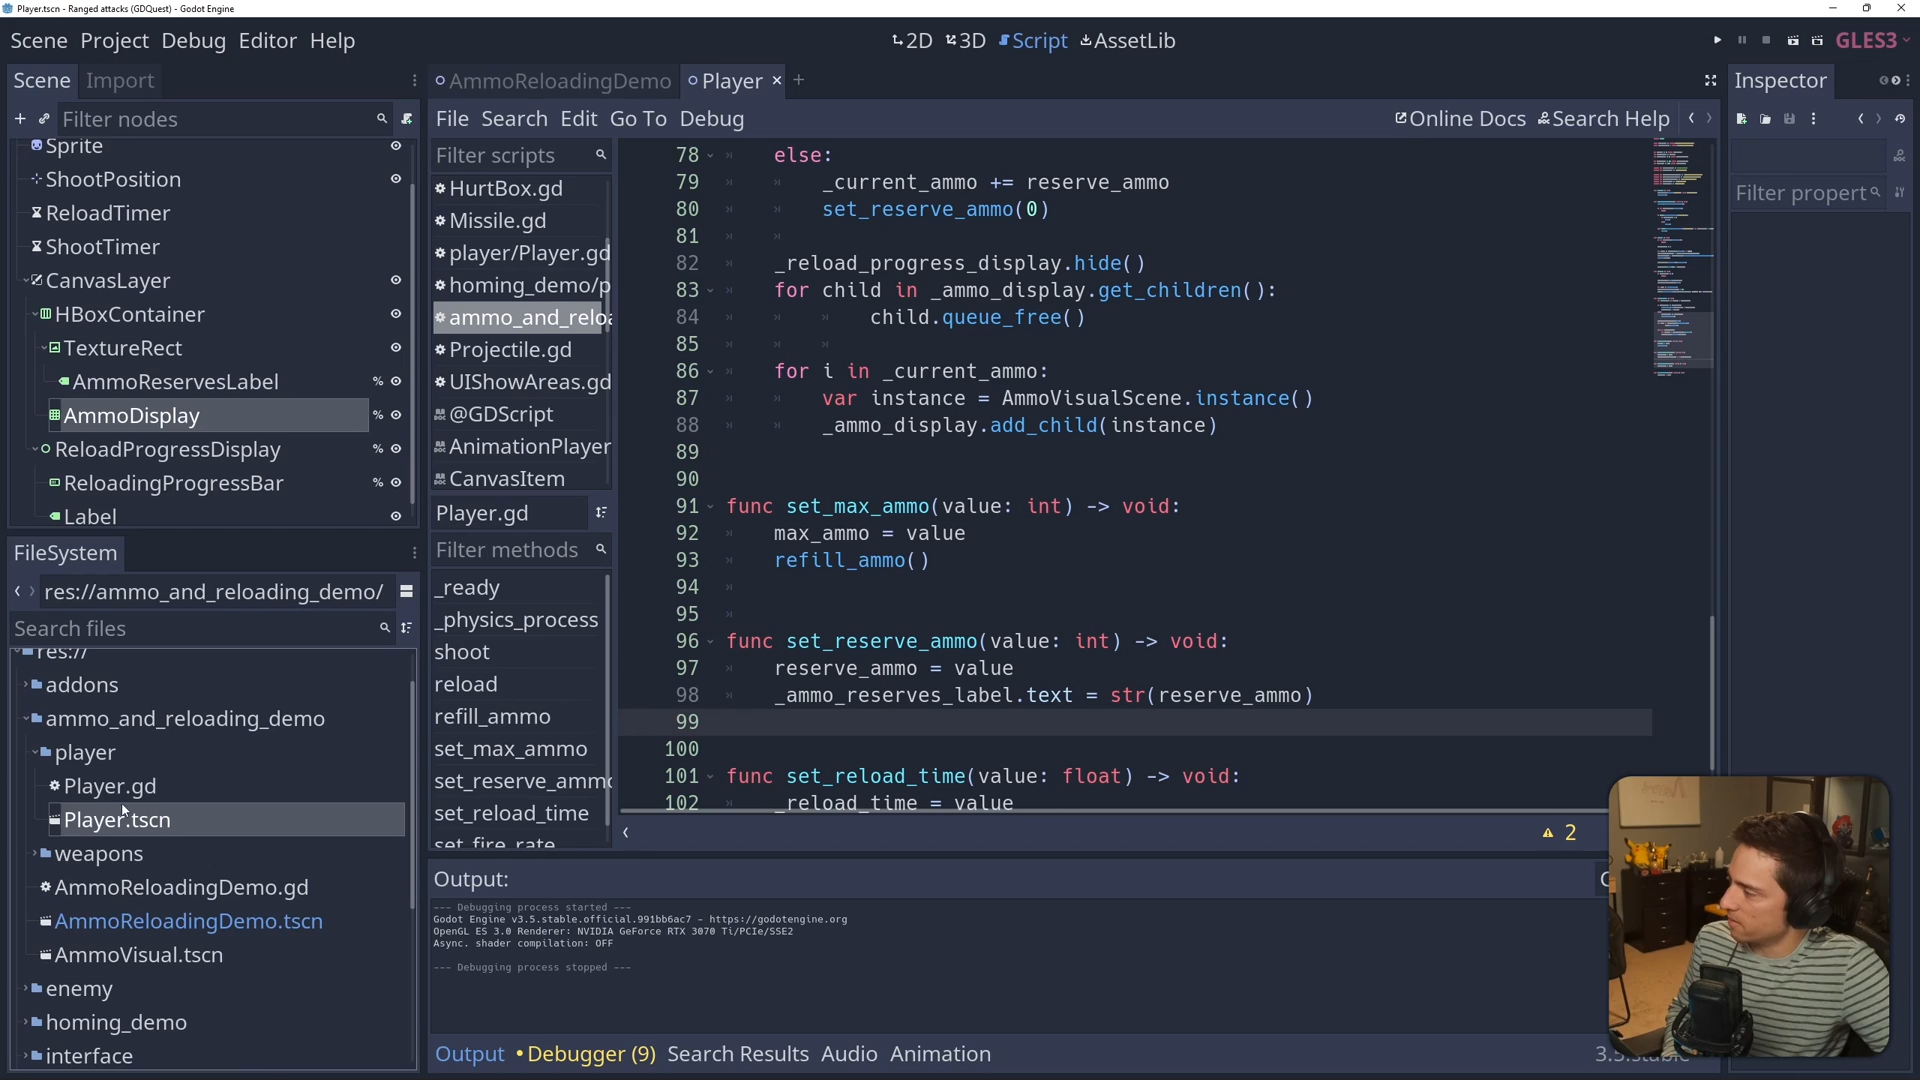 Player.tscn - Ranged attacks (GDQuest) - Godot Engine
Scene Project Debug Editor Help
2D 3D Script AssetLib
GLES3
Scene Import
Filter nodes
Sprite
ShootPosition
ReloadTimer
ShootTimer
CanvasLayer
HBoxContainer
TextureRect
AmmoReservesLabel %
AmmoDisplay %
ReloadProgressDisplay %
ReloadingProgressBar %
Label
FileSystem
res://ammo_and_reloading_demo/
Search files
res://
addons
ammo_and_reloading_demo
player
Player.gd
Player.tscn
weapons
AmmoReloadingDemo.gd
AmmoReloadingDemo.tscn
AmmoVisual.tscn
enemy
homing_demo
interface
AmmoReloadingDemo Player
File Search Edit Go To Debug
Online Docs Search Help
Filter scripts
HurtBox.gd
Missile.gd
player/Player.gd
homing_demo/p
ammo_and_reloa
Projectile.gd
UIShowAreas.gd
@GDScript
AnimationPlayer
CanvasItem
Player.gd
Filter methods
_ready
_physics_process
shoot
reload
refill_ammo
set_max_ammo
set_reserve_ammo
set_reload_time
set_fire_rate
78 else:
79 _current_ammo += reserve_ammo
80 set_reserve_ammo(0)
81
82 _reload_progress_display.hide()
83 for child in _ammo_display.get_children():
84 child.queue_free()
85
86 for i in _current_ammo:
87 var instance = AmmoVisualScene.instance()
88 _ammo_display.add_child(instance)
89
90
91 func set_max_ammo(value: int) -> void:
92 max_ammo = value
93 refill_ammo()
94
95
96 func set_reserve_ammo(value: int) -> void:
97 reserve_ammo = value
98 _ammo_reserves_label.text = str(reserve_ammo)
99
100
101 func set_reload_time(value: float) -> void:
102 _reload_time = value
2
Output:
--- Debugging process started ---
Godot Engine v3.5.stable.official.991bb6ac7 - https://godotengine.org
OpenGL ES 3.0 Renderer: NVIDIA GeForce RTX 3070 Ti/PCIe/SSE2
Async. shader compilation: OFF
--- Debugging process stopped ---
Output Debugger (9) Search Results Audio Animation
3.5.stable
Inspector
Filter propert